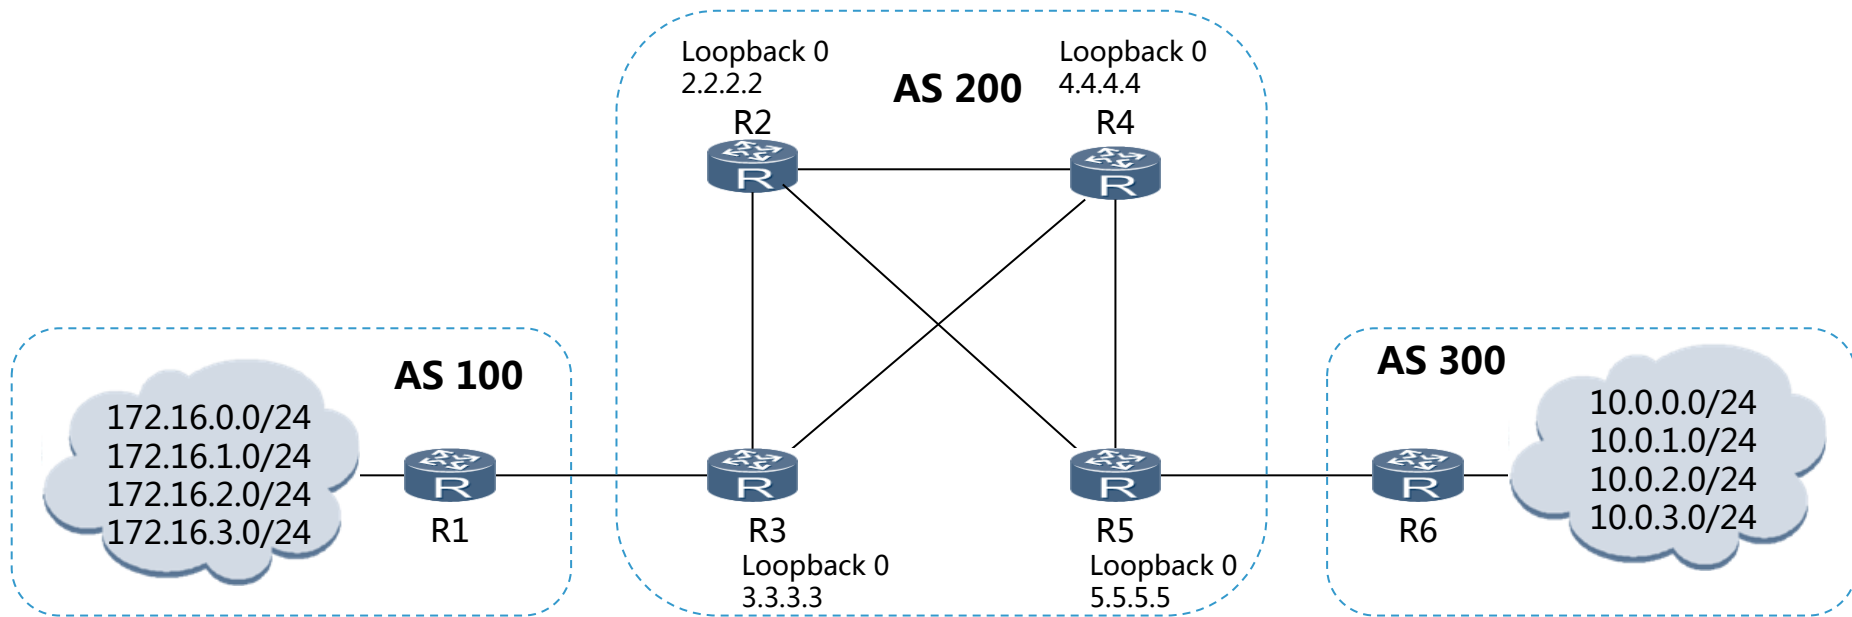 Loopback 0
2.2.2.2
R2
AS 200
Loopback 0
4.4.4.4
R4
R
R
AS 100
172.16.0.0/24
172.16.1.0/24
172.16.2.0/24
172.16.3.0/24
R
R1
R
R3
Loopback 0
3.3.3.3
R
R5
Loopback 0
5.5.5.5
AS 300
R
R6
10.0.0.0/24
10.0.1.0/24
10.0.2.0/24
10.0.3.0/24